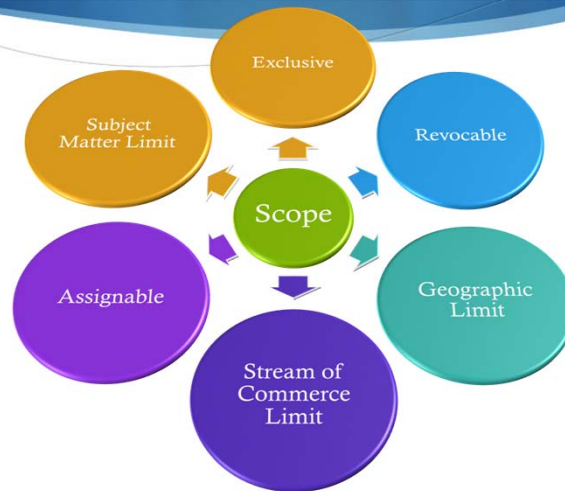 Exclusive
Revocable
Geographic
Limit
Stream of
Commerce
Limit
Assignable
Subject
Matter Limit
Scope